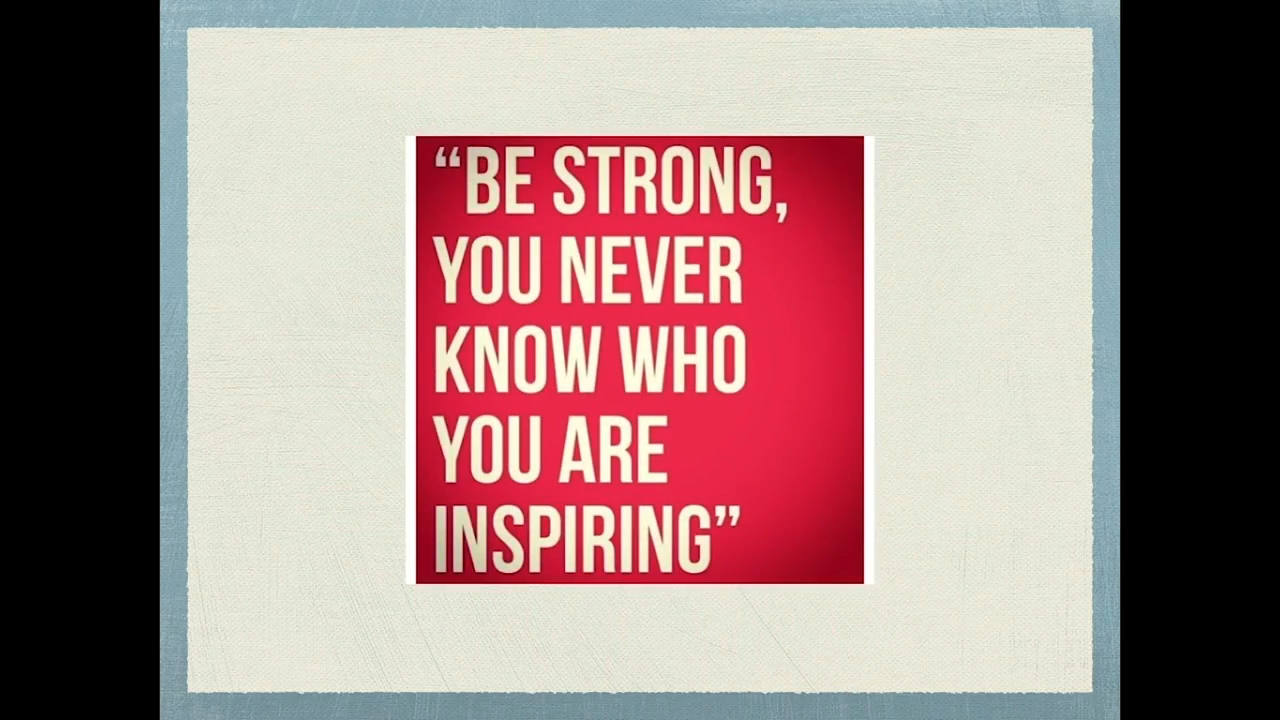 “BE STRONG,
YOU NEVER
KNOW WHO
YOU ARE
INSPIRING”